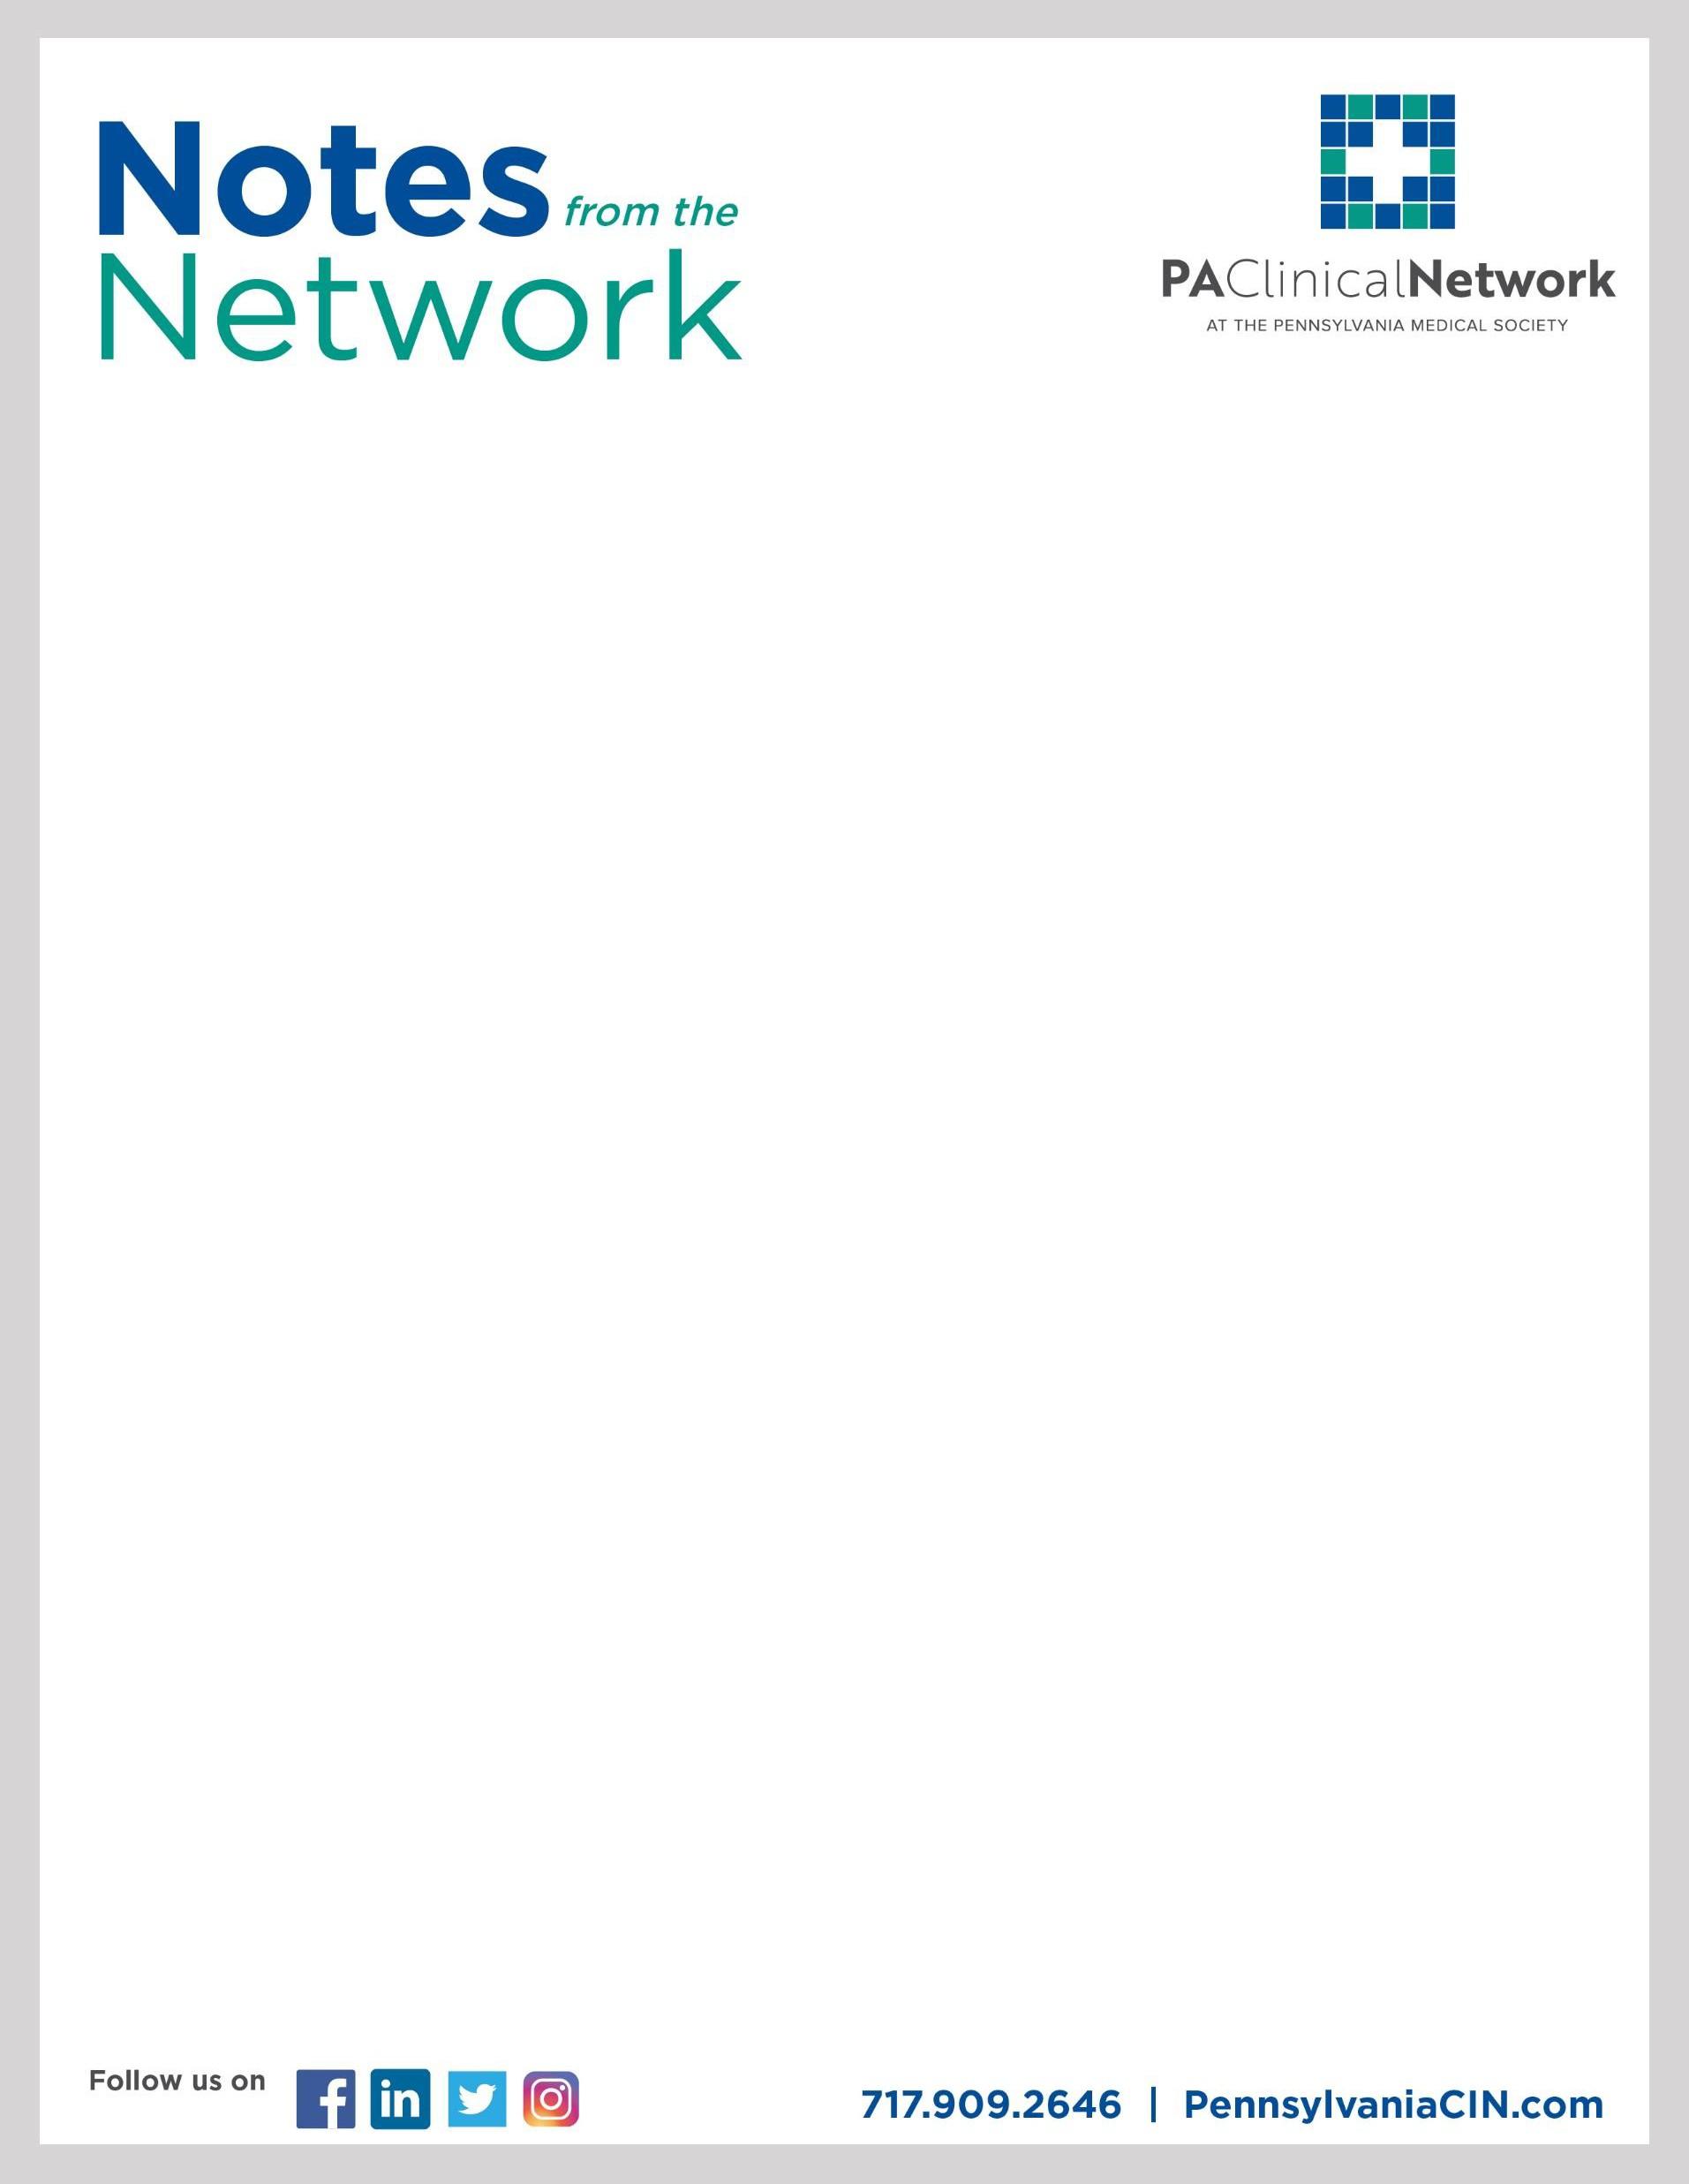 Notes from the
Network
PAClinicalNetwork
AT THE PENNSYLVANIA MEDICAL SOCIETY
Follow us on
717.909.2646 | PennsylvaniaCIN.com